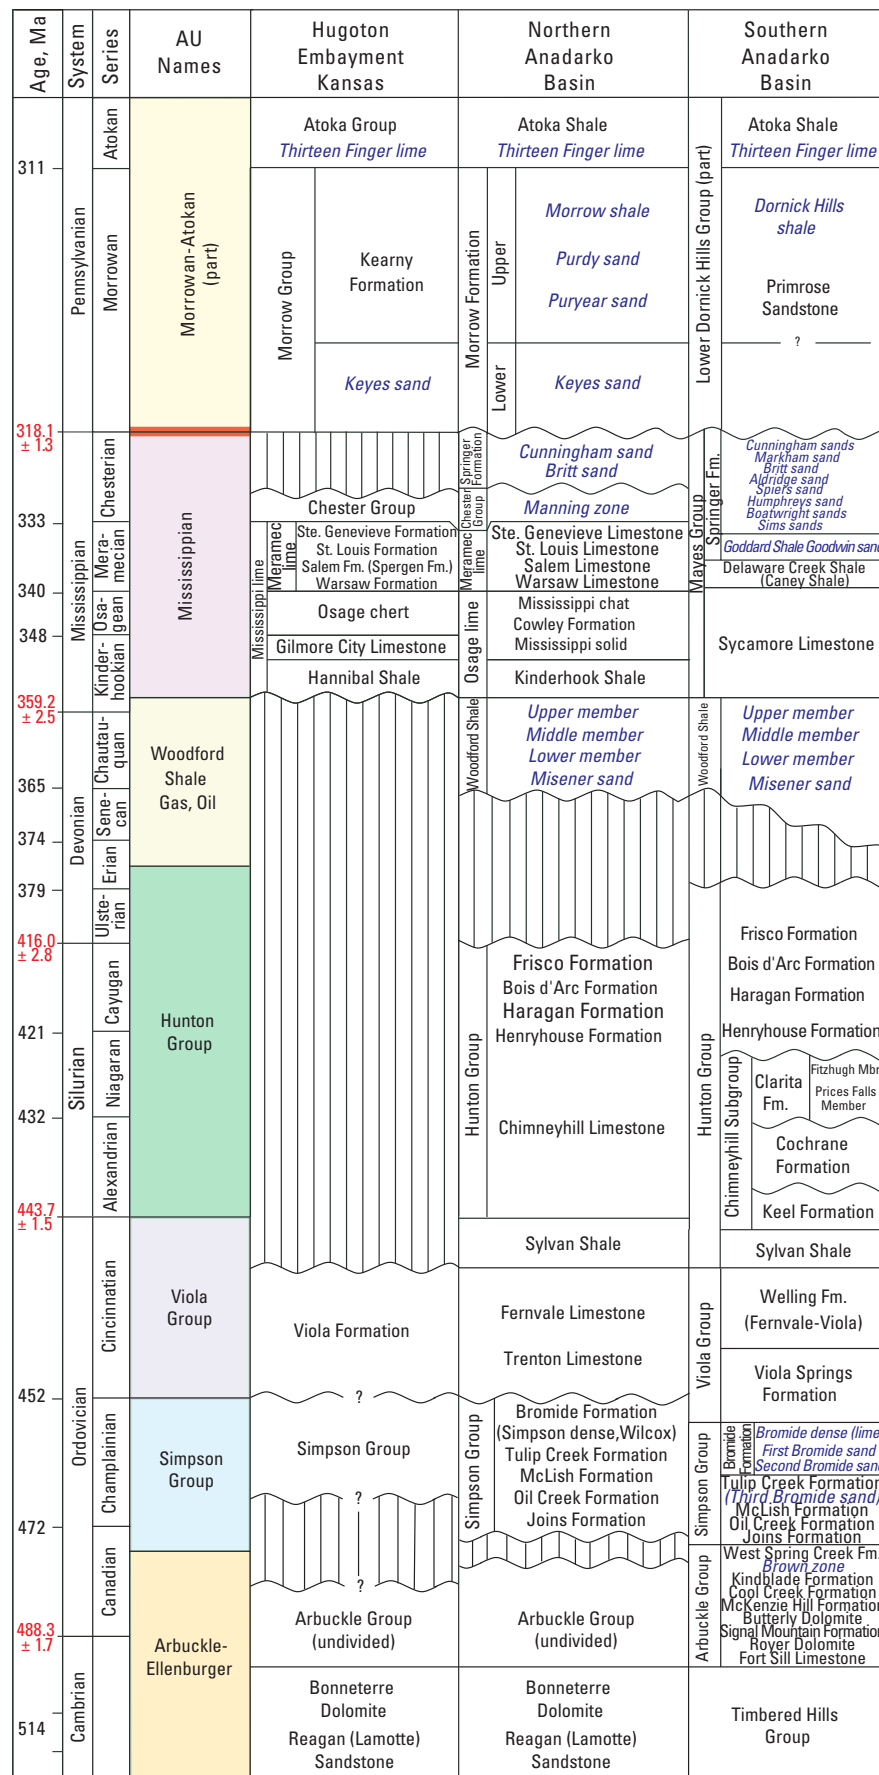 Age, Ma
System
Series
AU
Names
Hugoton
Embayment
Kansas
Northern
Anadarko
Basin
Southern
Anadarko
Basin
311
318.1
± 1.3
333
340
348
359.2
± 2.5
365
374
379
416.0
± 2.8
421
432
443.7
± 1.5
452
472
488.3
± 1.7
514
Pennsylvanian
Mississippian
Devonian
Silurian
Ordovician
Cambrian
Atokan
Morrowan
Chesterian
Mera-
mecian
Osa-
gean
Kinder-
hookian
Chautau-
quan
Sene-
can
Erian
Ulste-
rian
Cayugan
Niagaran
Alexandrian
Cincinnatian
Champlainian
Canadian
Morrowan-Atokan
(part)
Mississippian
Woodford
Shale
Gas, Oil
Hunton
Group
Viola
Group
Simpson
Group
Arbuckle-
Ellenburger
Atoka Group
Thirteen Finger lime
Morrow Group
Kearny
Formation
Keyes sand
Chester Group
Mississippi lime
Meramec
lime
Ste. Genevieve Formation
St. Louis Formation
Salem Fm. (Spergen Fm.)
Warsaw Formation
Osage chert
Gilmore City Limestone
Hannibal Shale
Viola Formation
?
Simpson Group
?
?
Arbuckle Group
(undivided)
Bonneterre
Dolomite
Reagan (Lamotte)
Sandstone
Atoka Shale
Thirteen Finger lime
Morrow Formation
Upper
Morrow shale
Purdy sand
Puryear sand
Lower
Keyes sand
Springer
Formation
Cunningham sand
Britt sand
Chester
Group
Manning zone
Meramec
lime
Ste. Genevieve Limestone
St. Louis Limestone
Salem Limestone
Warsaw Limestone
Osage lime
Mississippi chat
Cowley Formation
Mississippi solid
Kinderhook Shale
Woodford Shale
Upper member
Middle member
Lower member
Misener sand
Hunton Group
Frisco Formation
Bois d'Arc Formation
Haragan Formation
Henryhouse Formation
Chimneyhill Limestone
Sylvan Shale
Fernvale Limestone
Trenton Limestone
Simpson Group
Bromide Formation
(Simpson dense,Wilcox)
Tulip Creek Formation
McLish Formation
Oil Creek Formation
Joins Formation
Arbuckle Group
(undivided)
Bonneterre
Dolomite
Reagan (Lamotte)
Sandstone
Lower Dornick Hills Group (part)
Atoka Shale
Thirteen Finger lime
Dornick Hills
shale
Primrose
Sandstone
?
Mayes Group
Springer Fm.
Cunningham sands
Markham sand
Britt sand
Aldridge sand
Spiers sand
Humphreys sand
Boatwright sands
Sims sands
Goddard Shale Goodwin sand
Delaware Creek Shale
(Caney Shale)
Sycamore Limestone
Woodford Shale
Upper member
Middle member
Lower member
Misener sand
Hunton Group
Frisco Formation
Bois d'Arc Formation
Haragan Formation
Henryhouse Formation
Chimneyhill Subgroup
Clarita
Fm.
Fitzhugh Mbr
Prices Falls
Member
Cochrane
Formation
Keel Formation
Sylvan Shale
Viola Group
Welling Fm.
(Fernvale-Viola)
Viola Springs
Formation
Simpson Group
Bromide
Formation
Bromide dense (lime
First Bromide sand
Second Bromide sand
Tulip Creek Formation
(Third Bromide sand)
McLish Formation
Oil Creek Formation
Joins Formation
Arbuckle Group
West Spring Creek Fm.
Brown zone
Kindblade Formation
Cool Creek Formation
McKenzie Hill Formation
Butterly Dolomite
Signal Mountain Formation
Royer Dolomite
Fort Sill Limestone
Timbered Hills
Group